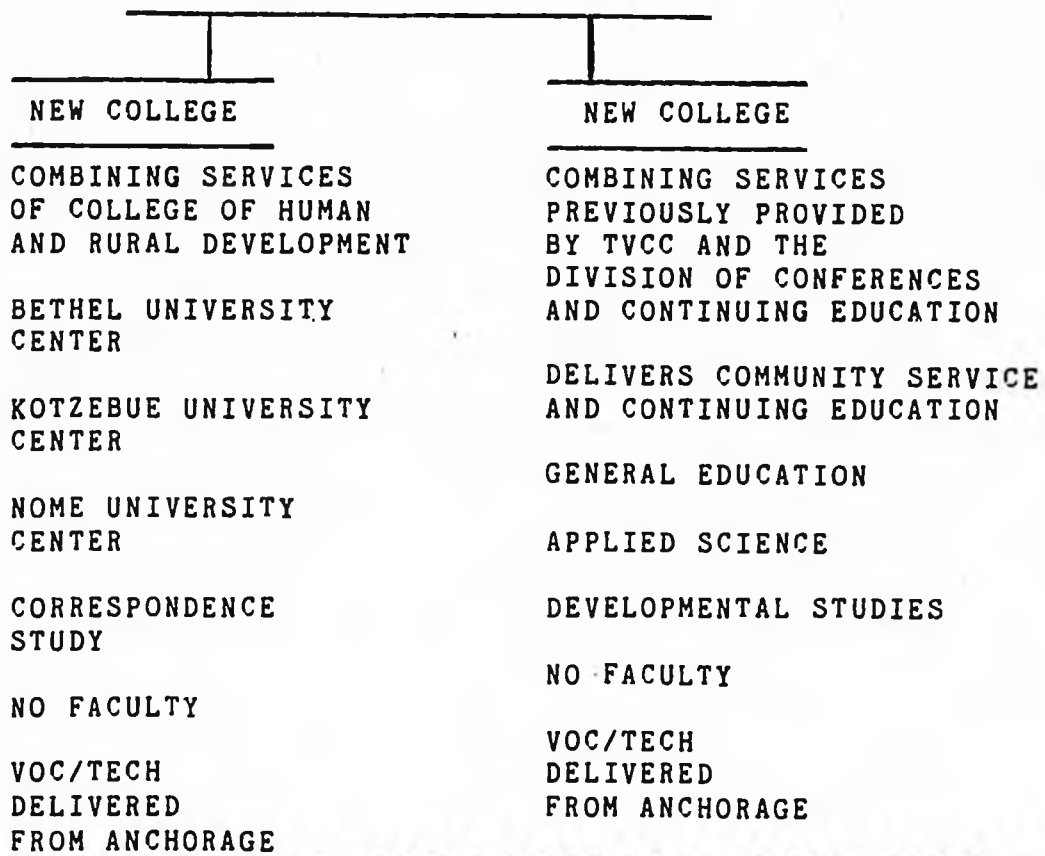 NEW COLLEGE
COMBINING SERVICES
OF COLLEGE OF HUMAN
AND RURAL DEVELOPMENT
BETHEL UNIVERSITY
CENTER
KOTZEBUE UNIVERSITY
CENTER
NOME UNIVERSITY
CENTER
CORRESPONDENCE
STUDY
NO FACULTY
VOC/TECH
DELIVERED
FROM ANCHORAGE
NEW COLLEGE
COMBINING SERVICES
PREVIOUSLY PROVIDED
BY TVCC AND THE
DIVISION OF CONFERENCES
AND CONTINUING EDUCATION
DELIVERS COMMUNITY SERVICE
AND CONTINUING EDUCATION
GENERAL EDUCATION
APPLIED SCIENCE
DEVELOPMENTAL STUDIES
NO FACULTY
VOC/TECH
DELIVERED
FROM ANCHORAGE